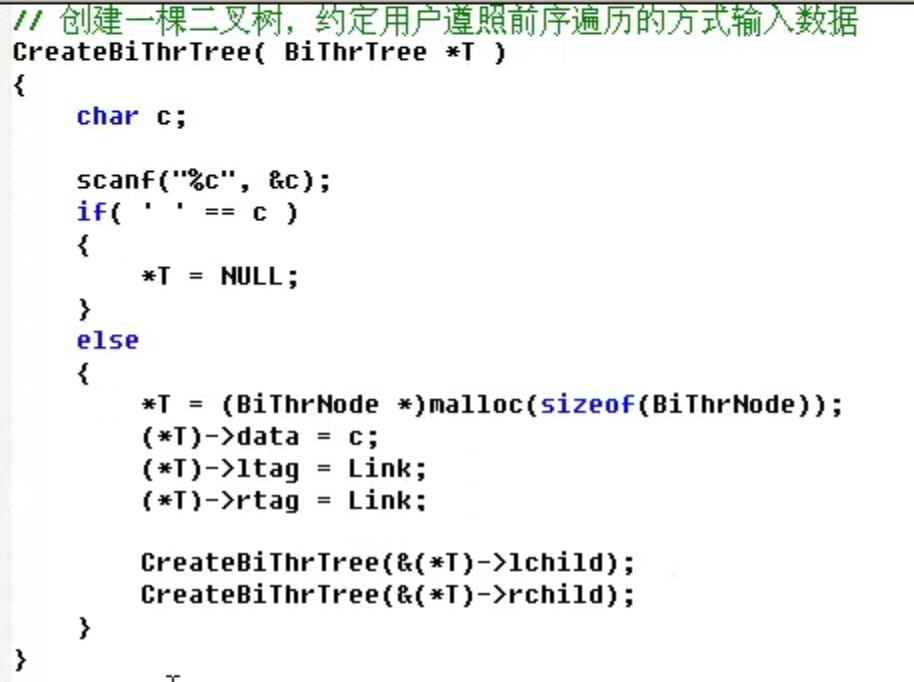 // 创建一棵二叉树，约定用户遵照前序遍历的方式输入数据
CreateBiThrTree( BiThrTree *T )
{
    char c;

    scanf("%c", &c);
    if( ' ' == c )
    {
        *T = NULL;
    }
    else
    {
        *T = (BiThrNode *)malloc(sizeof(BiThrNode));
        (*T)->data = c;
        (*T)->ltag = Link;
        (*T)->rtag = Link;

        CreateBiThrTree(&(*T)->lchild);
        CreateBiThrTree(&(*T)->rchild);
    }
}